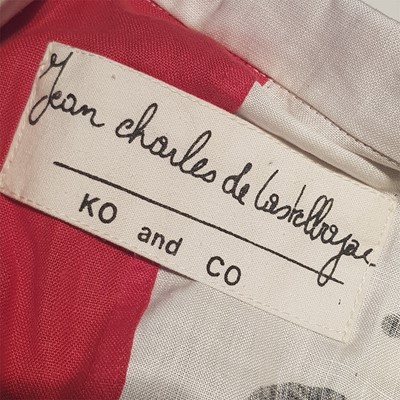 Jean charles de Castelbajac
KO and CO